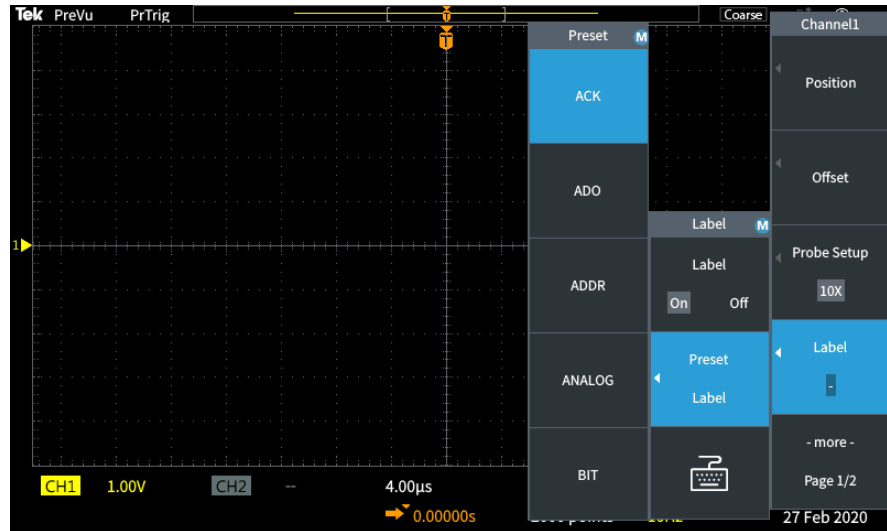 Tek PreVu PrTrig
Coarse
Channel1
Position
Offset
Probe Setup
10X
Label
-
- more -
Page 1/2
Preset M
ACK
ADO
ADDR
ANALOG
BIT
Label M
Label
On Off
Preset
Label
T
T
1
CH1 1.00V CH2 -- 4.00µs
0.00000s
points
27 Feb 2020